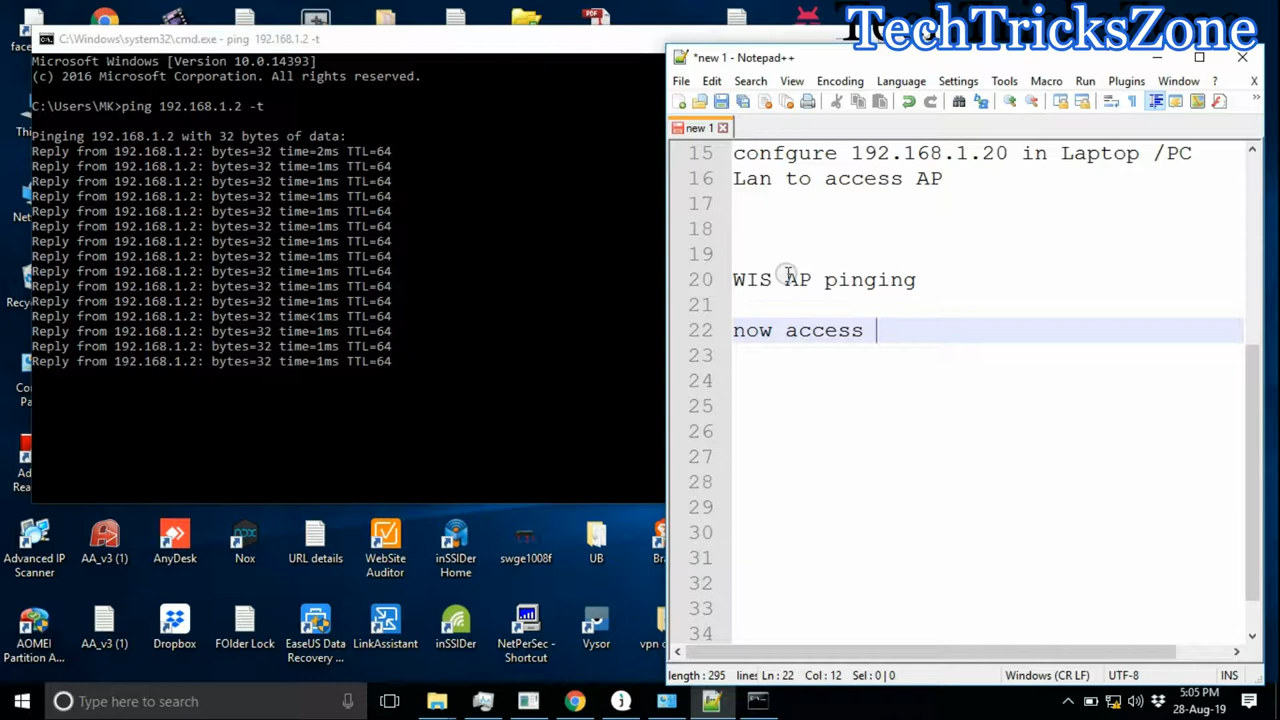 TechTricksZone
C:\Windows\system32\cmd.exe - ping 192.168.1.2 -t
Microsoft Windows [Version 10.0.14393]
(c) 2016 Microsoft Corporation. All rights reserved.
C:\Users\MK>ping 192.168.1.2 -t
Pinging 192.168.1.2 with 32 bytes of data:
Reply from 192.168.1.2: bytes=32 time=2ms TTL=64
Reply from 192.168.1.2: bytes=32 time=1ms TTL=64
Reply from 192.168.1.2: bytes=32 time=1ms TTL=64
Reply from 192.168.1.2: bytes=32 time=1ms TTL=64
Reply from 192.168.1.2: bytes=32 time=1ms TTL=64
Reply from 192.168.1.2: bytes=32 time=1ms TTL=64
Reply from 192.168.1.2: bytes=32 time=1ms TTL=64
Reply from 192.168.1.2: bytes=32 time=1ms TTL=64
Reply from 192.168.1.2: bytes=32 time=1ms TTL=64
Reply from 192.168.1.2: bytes=32 time=1ms TTL=64
Reply from 192.168.1.2: bytes=32 time=1ms TTL=64
Reply from 192.168.1.2: bytes=32 time<1ms TTL=64
Reply from 192.168.1.2: bytes=32 time=1ms TTL=64
Reply from 192.168.1.2: bytes=32 time=1ms TTL=64
Reply from 192.168.1.2: bytes=32 time=1ms TTL=64
*new 1 - Notepad++
File Edit Search View Encoding Language Settings Tools Macro Run Plugins Window ? X
new 1
15 confgure 192.168.1.20 in Laptop /PC
16 Lan to access AP
17
18
19
20 WIS AP pinging
21
22 now access
23
24
25
26
27
28
29
30
31
32
33
34
length : 295 lines Ln : 22 Col : 12 Sel : 0 | 0 Windows (CR LF) UTF-8 INS
Advanced IP Scanner
AA_v3 (1)
AnyDesk
Nox
URL details
WebSite Auditor
inSSIDer Home
swge1008f
UB
AOMEI Partition A...
AA_v3 (1)
Dropbox
FOlder Lock
EaseUS Data Recovery ...
LinkAssistant
inSSIDer
NetPerSec - Shortcut
Vysor
Type here to search
5:05 PM
28-Aug-19